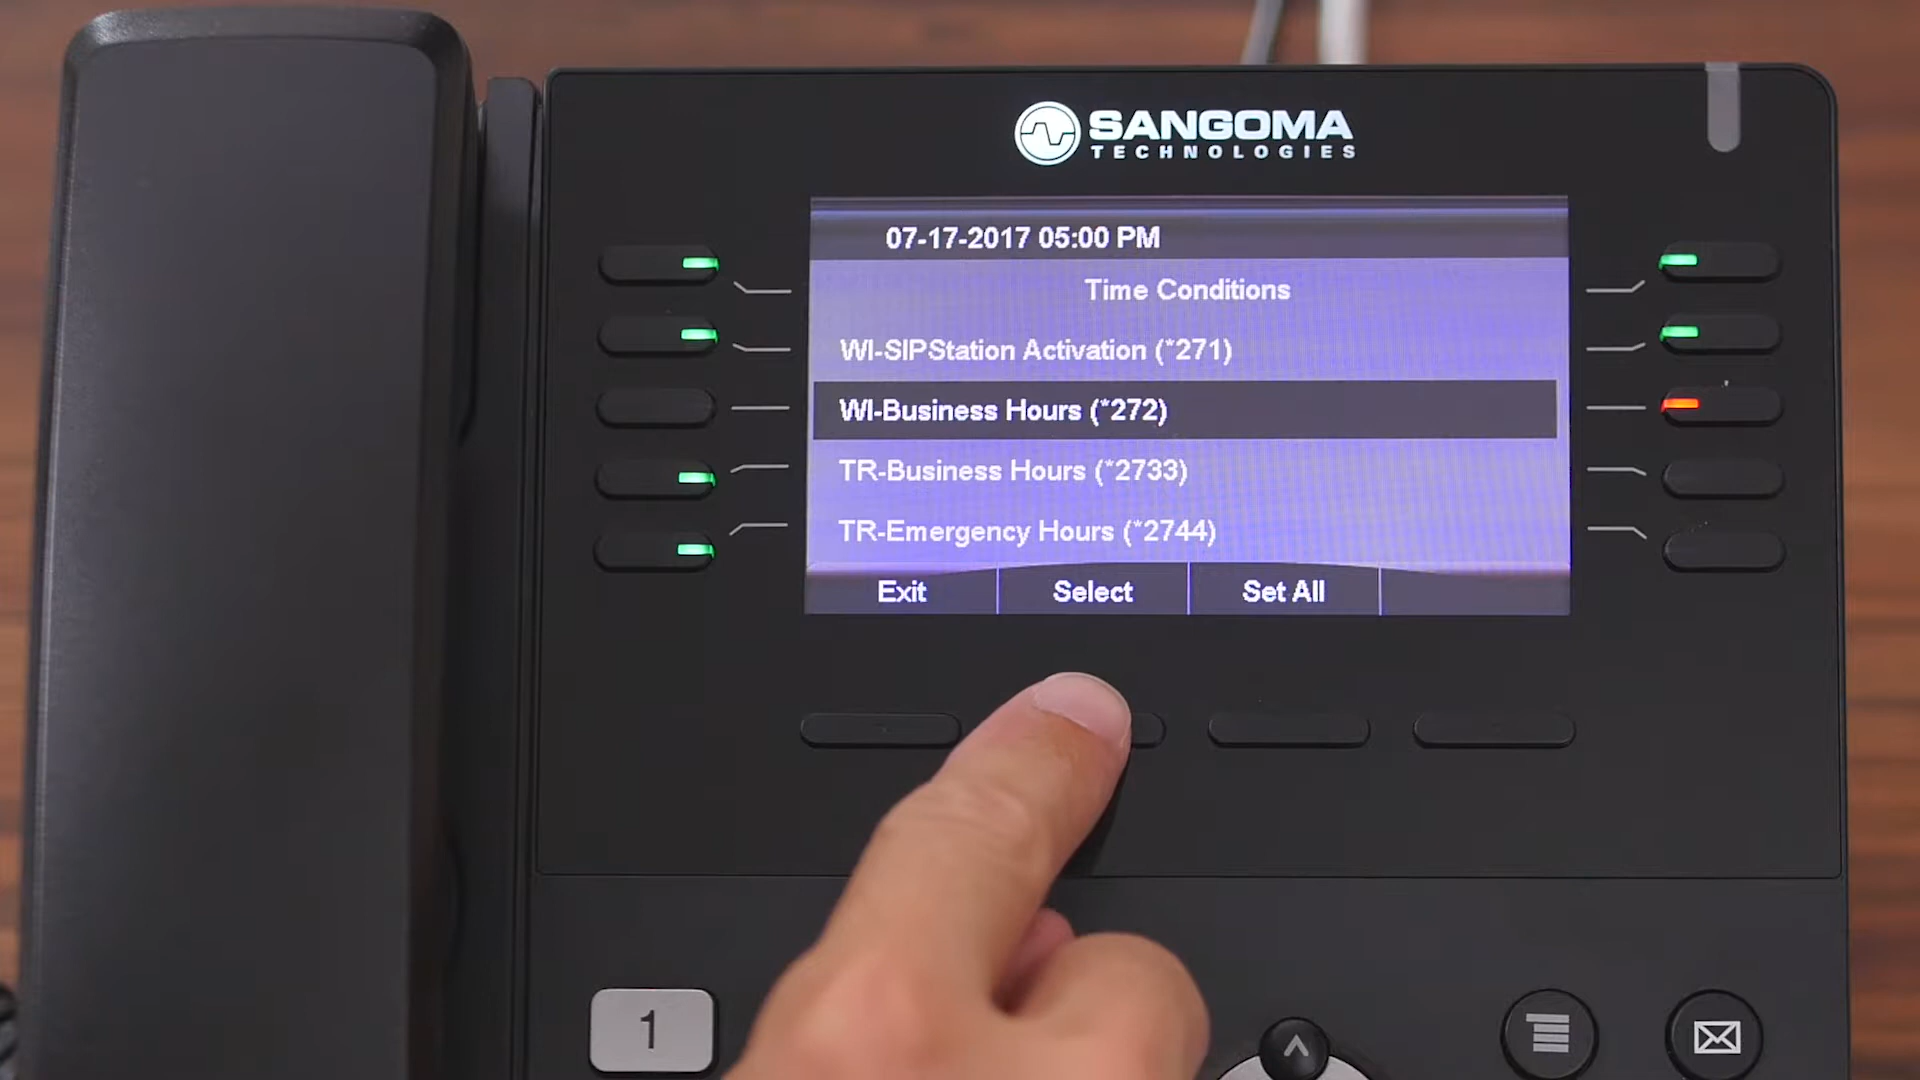 SANGOMA
TECHNOLOGIES
07-17-2017 05:00 PM
Time Conditions
WI-SIPStation Activation (*271)
WI-Business Hours (*272)
TR-Business Hours (*2733)
TR-Emergency Hours (*2744)
Exit Select Set All
1